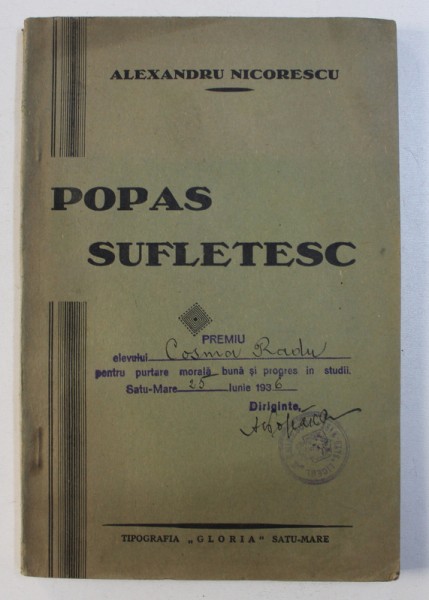 ALEXANDRU NICORESCU
POPAS
SUFLETESC
PREMIU
elevului Cosma Radu
pentru purtare morală bună și progres in studii.
Satu-Mare 25 Iunie 1936
Diriginte,
TIPOGRAFIA „GLORIA" SATU-MARE